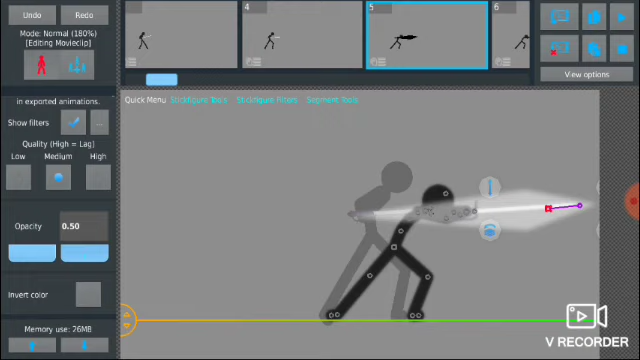 Undo
Redo
Mode: Normal (180%)
[Editing Movieclip]
in exported animations.
Show filters
...
Quality (High = Lag)
Low
Medium
High
Opacity
0.50
Invert color
Memory use: 26MB
4
5
6
View options
Quick Menu
Stickfigure Tools
Stickfigure Filters
Segment Tools
V RECORDER